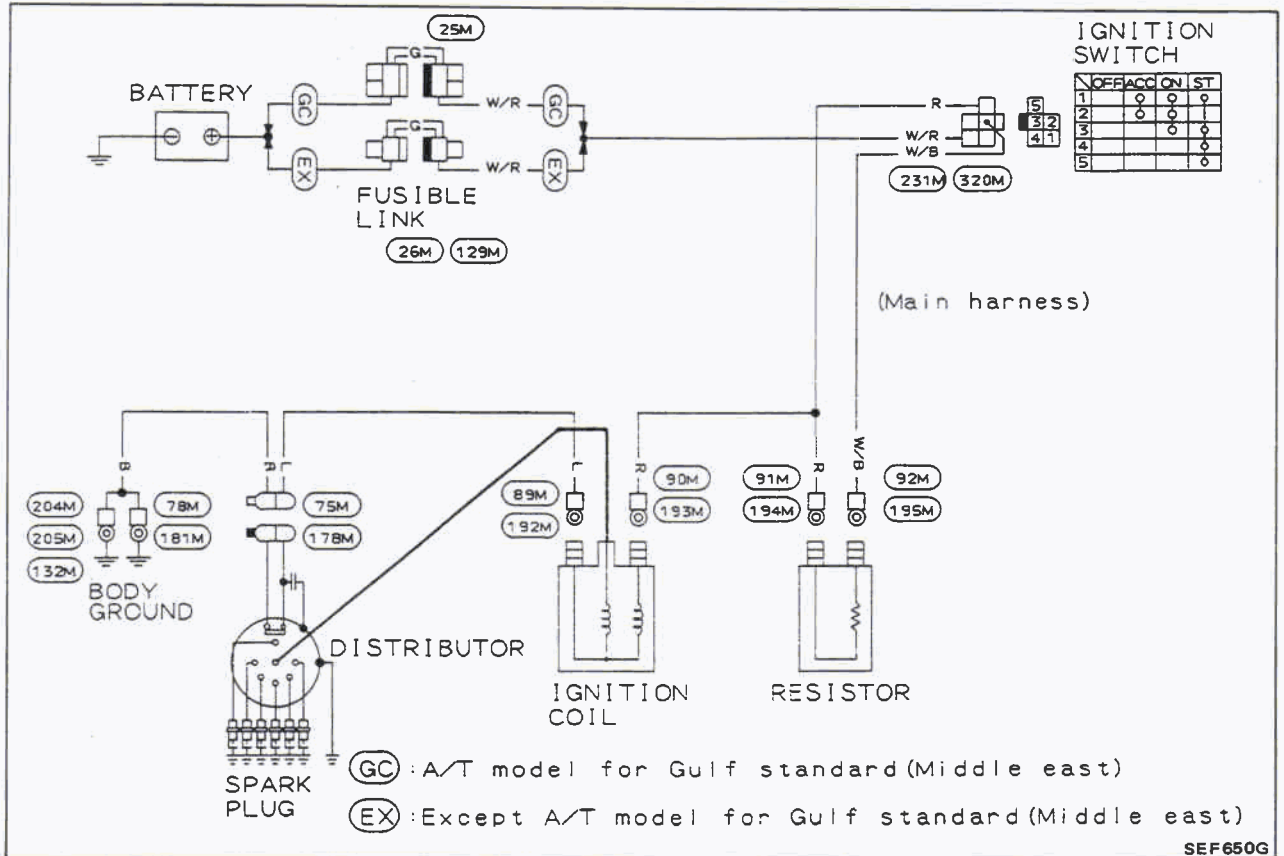 25M
IGNITION
SWITCH
OFF ACC ON ST
1
2
3
4
5
BATTERY
G
GC
W/R
GC
R
5
3 2
4 1
G
W/R
W/B
EX
W/R
EX
231M 320M
FUSIBLE
LINK
26M 129M
(Main harness)
B
R
L
L
R
R
W/B
204M
78M
75M
89M
90M
91M
92M
205M
181M
178M
192M
193M
194M
195M
132M
BODY
GROUND
DISTRIBUTOR
IGNITION
COIL
RESISTOR
SPARK
PLUG
GC : A/T model for Gulf standard (Middle east)
EX : Except A/T model for Gulf standard (Middle east)
SEF650G